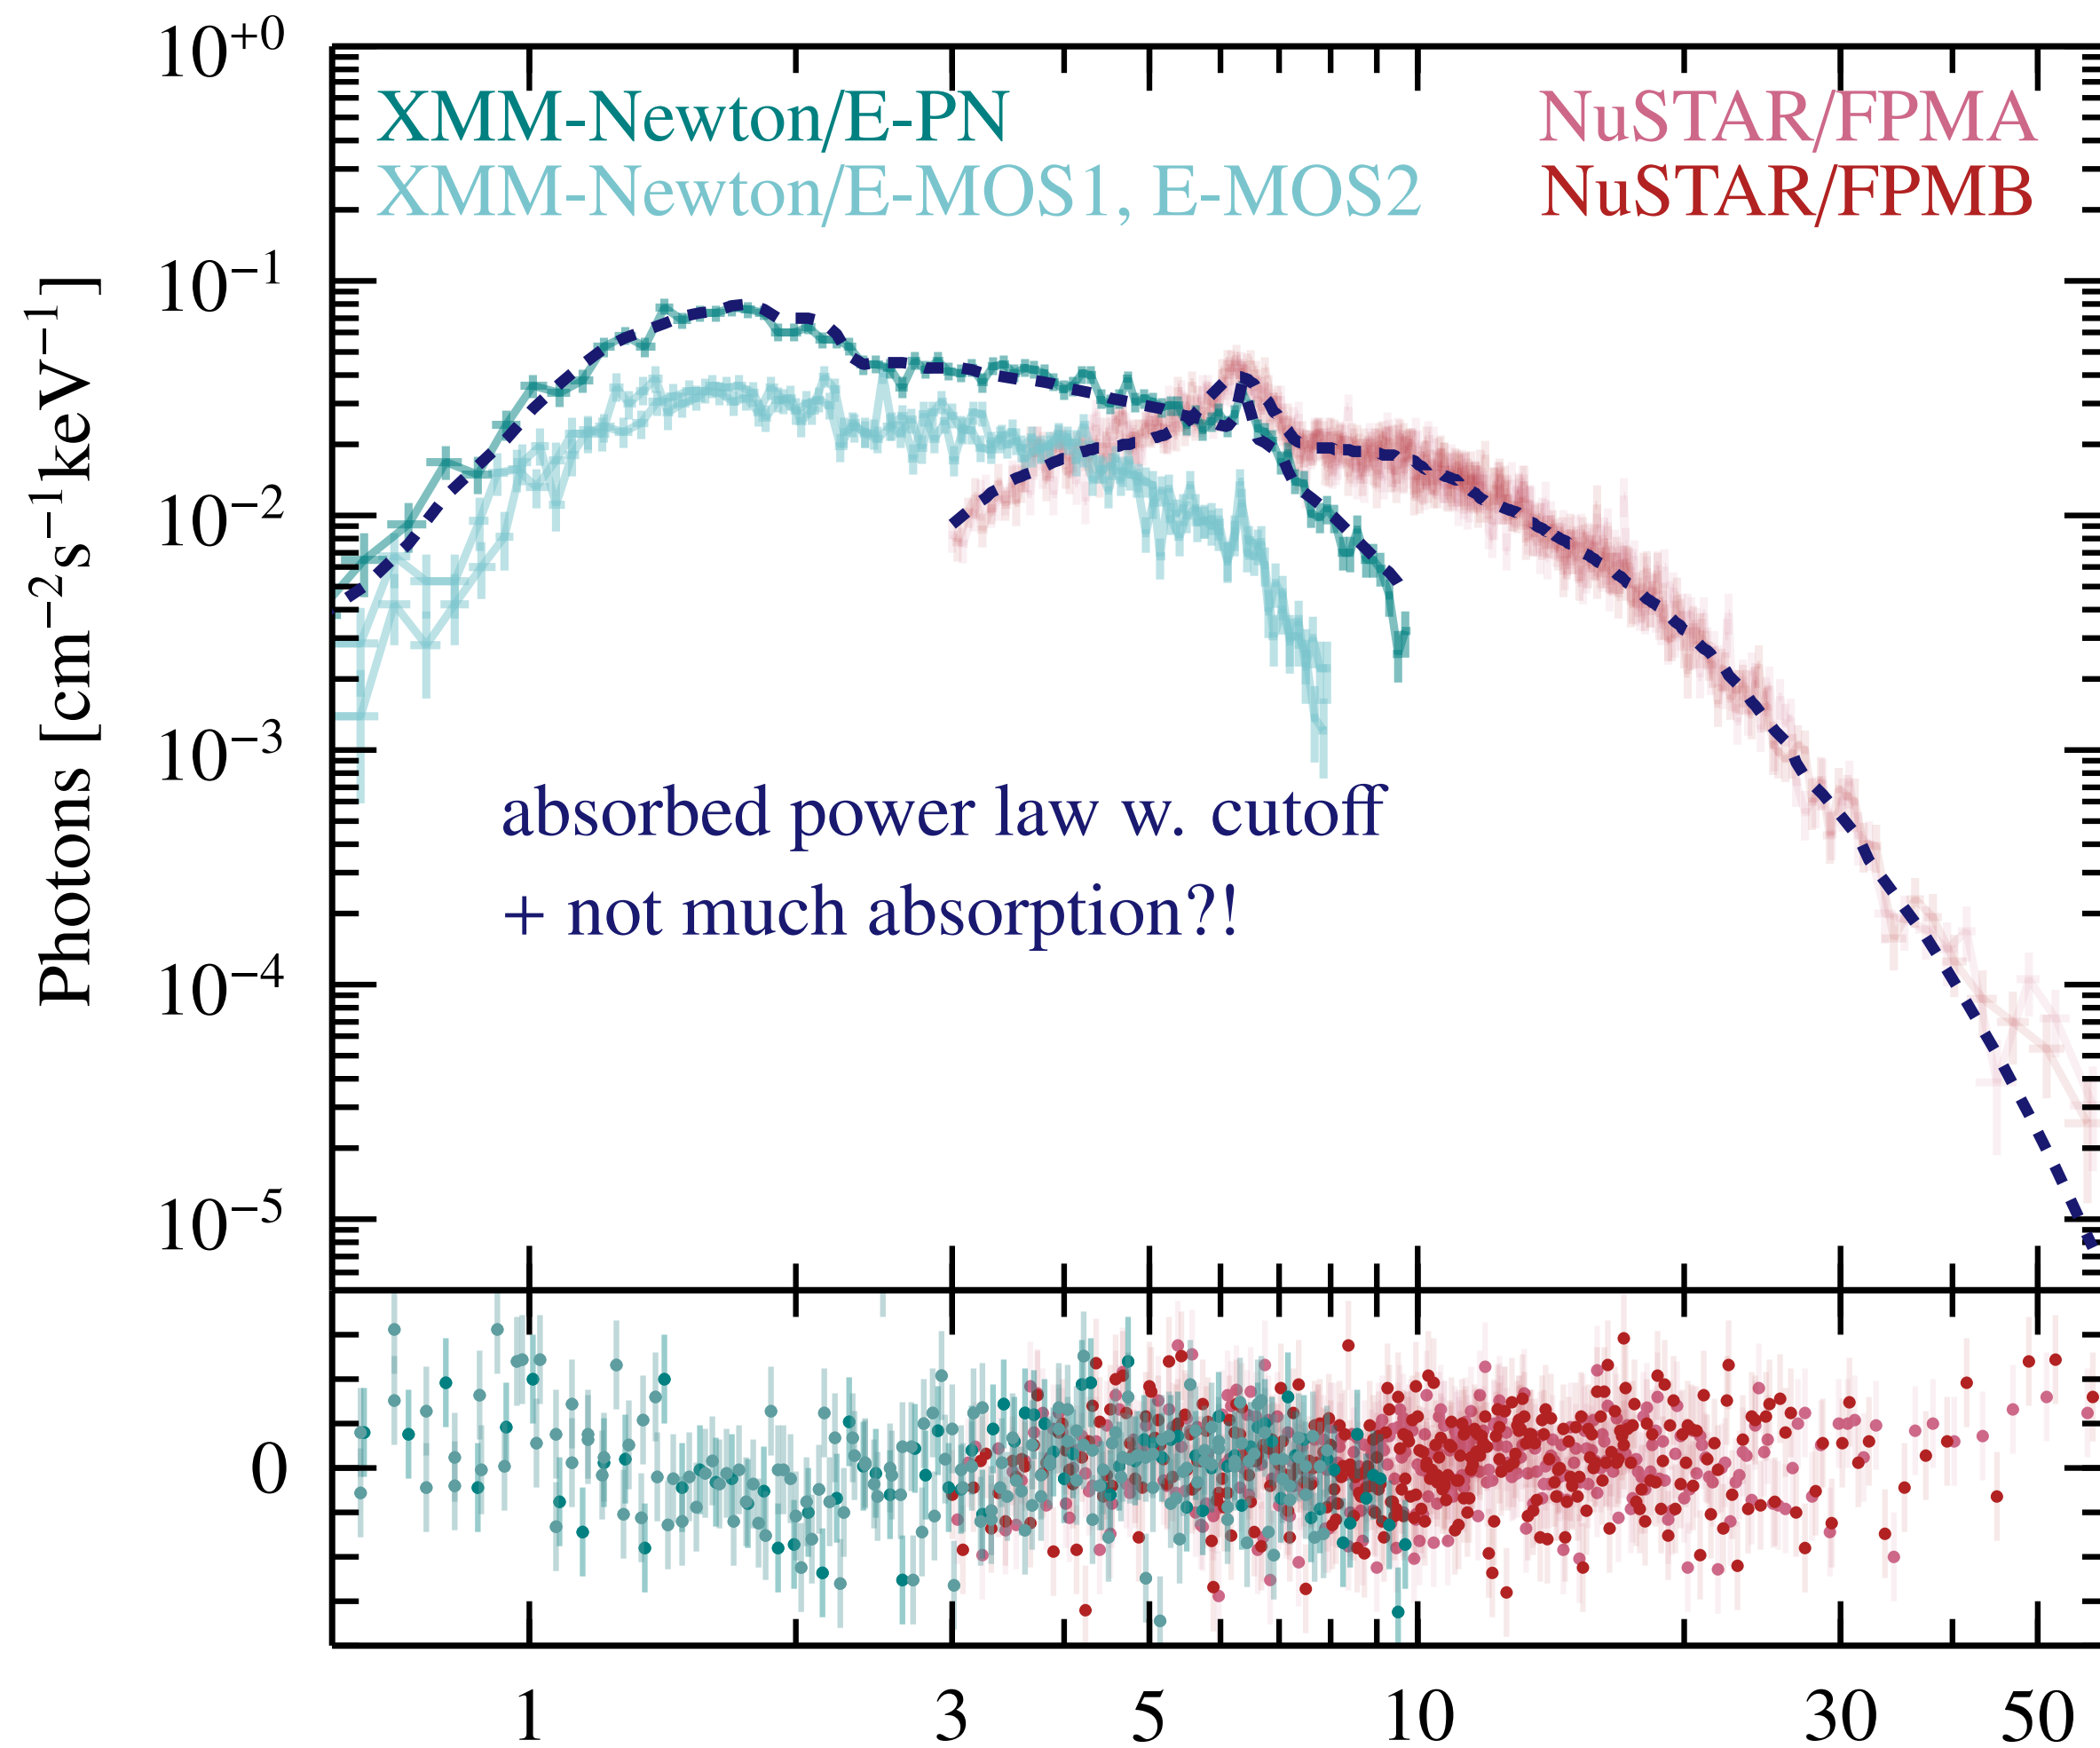 10⁺⁰
XMM-Newton/E-PN
NuSTAR/FPMA
XMM-Newton/E-MOS1, E-MOS2
NuSTAR/FPMB
10⁻¹
Photons [cm⁻²s⁻¹keV⁻¹]
10⁻²
10⁻³
absorbed power law w. cutoff
+ not much absorption?!
10⁻⁴
10⁻⁵
0
1 3 5 10 30 50